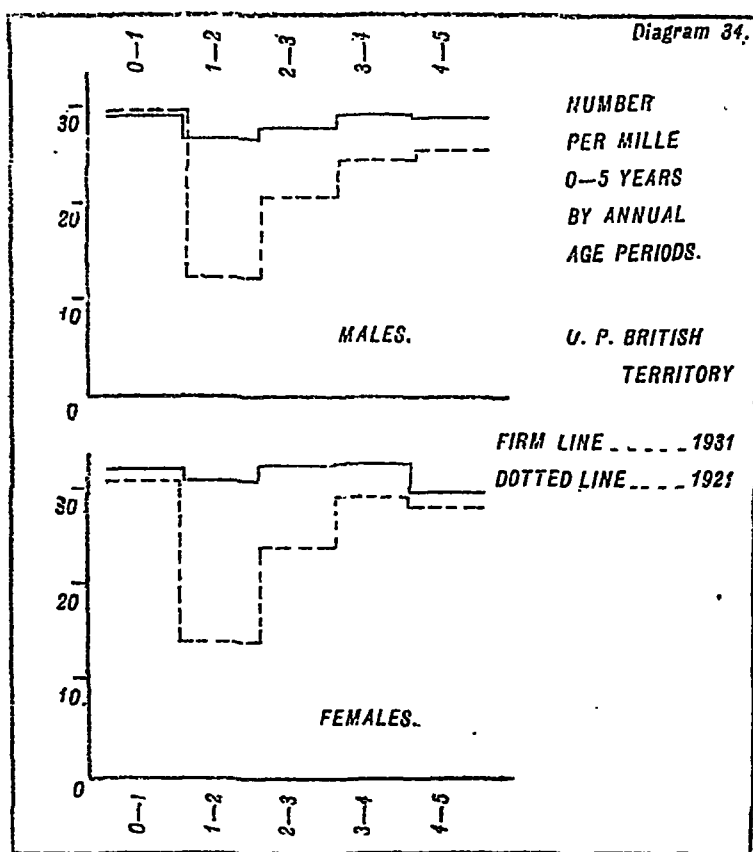 Diagram 34.
0—1 1—2 2—3 3—4 4—5
NUMBER
PER MILLE
0—5 YEARS
BY ANNUAL
AGE PERIODS.
U. P. BRITISH
TERRITORY
30
20
10
0
MALES.
FIRM LINE _ _ _ _ _ 1931
DOTTED LINE _ _ _ _ 1921
30
20
10
0
FEMALES.
0—1 1—2 2—3 3—4 4—5